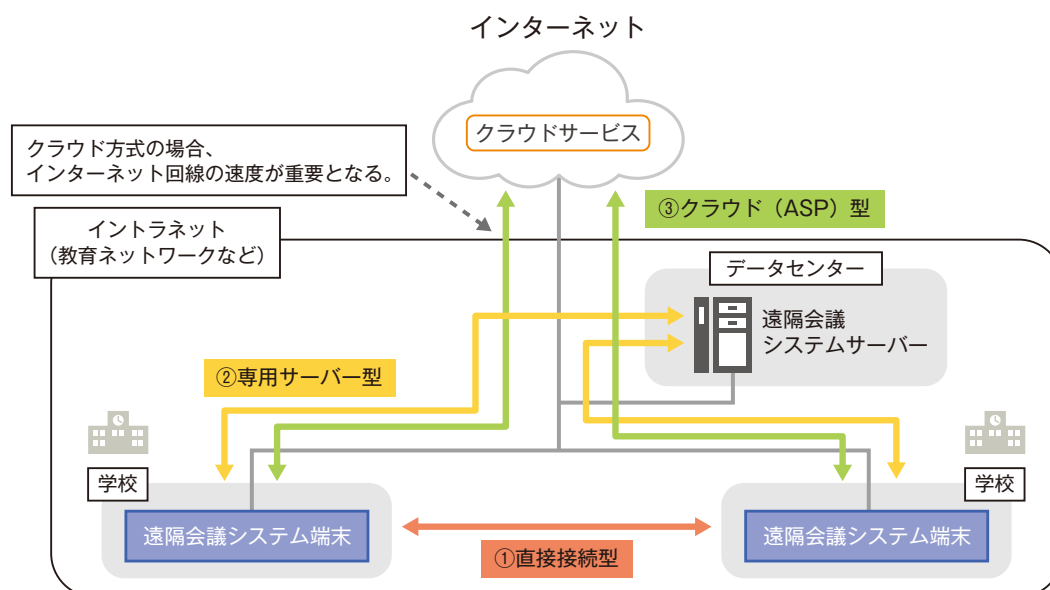 インターネット
クラウドサービス
クラウド方式の場合、
インターネット回線の速度が重要となる。
③クラウド（ASP）型
イントラネット
（教育ネットワークなど）
データセンター
遠隔会議
システムサーバー
②専用サーバー型
学校
学校
遠隔会議システム端末
遠隔会議システム端末
①直接接続型